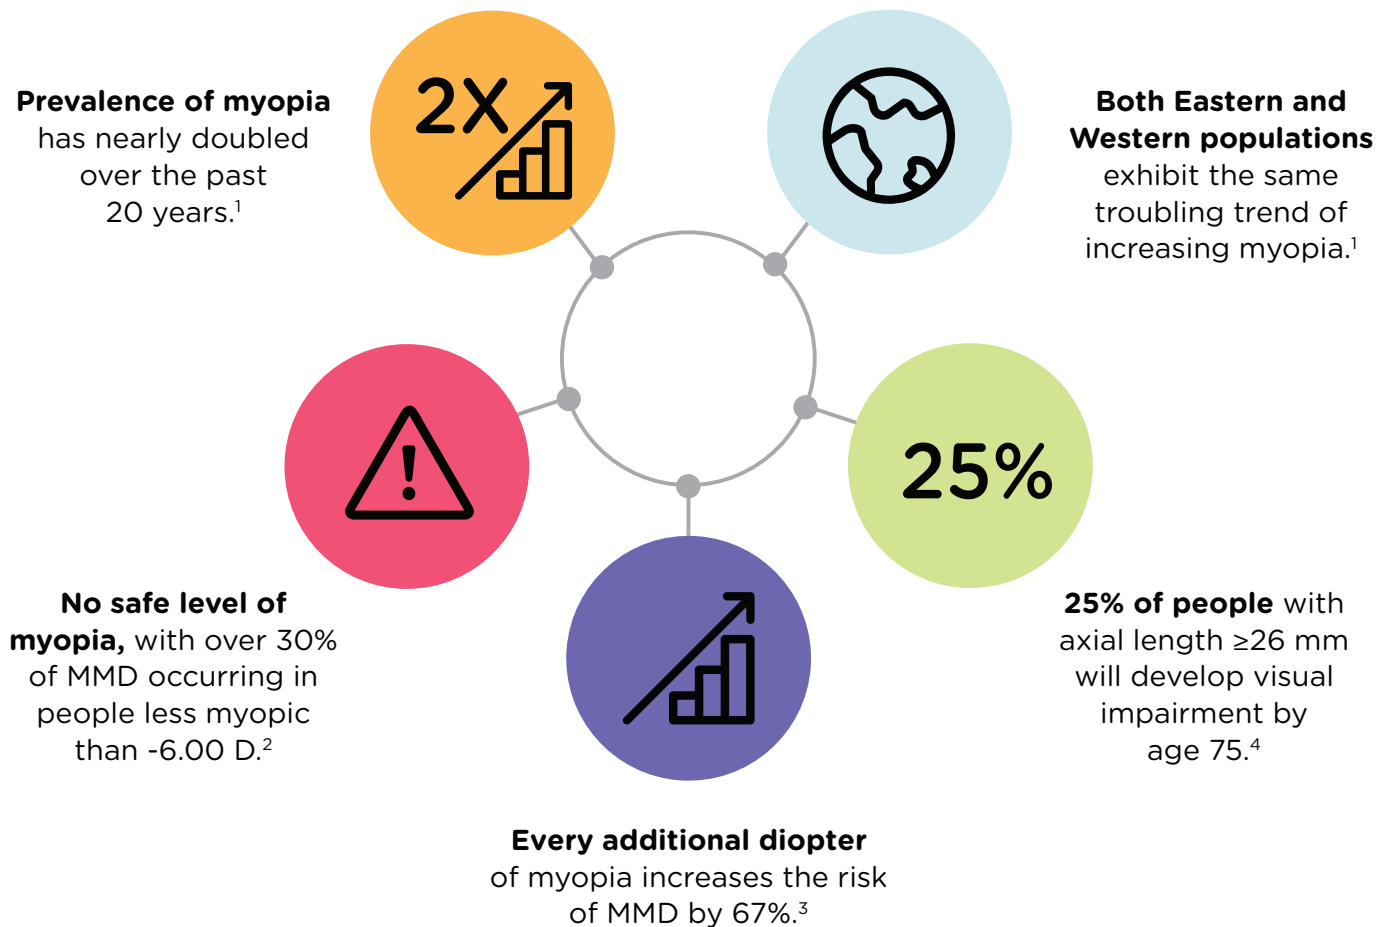 Prevalence of myopia
has nearly doubled
over the past
20 years.¹
2X
Both Eastern and
Western populations
exhibit the same
troubling trend of
increasing myopia.¹
!
No safe level of
myopia, with over 30%
of MMD occurring in
people less myopic
than -6.00 D.²
25%
25% of people with
axial length ≥26 mm
will develop visual
impairment by
age 75.⁴
Every additional diopter
of myopia increases the risk
of MMD by 67%.³